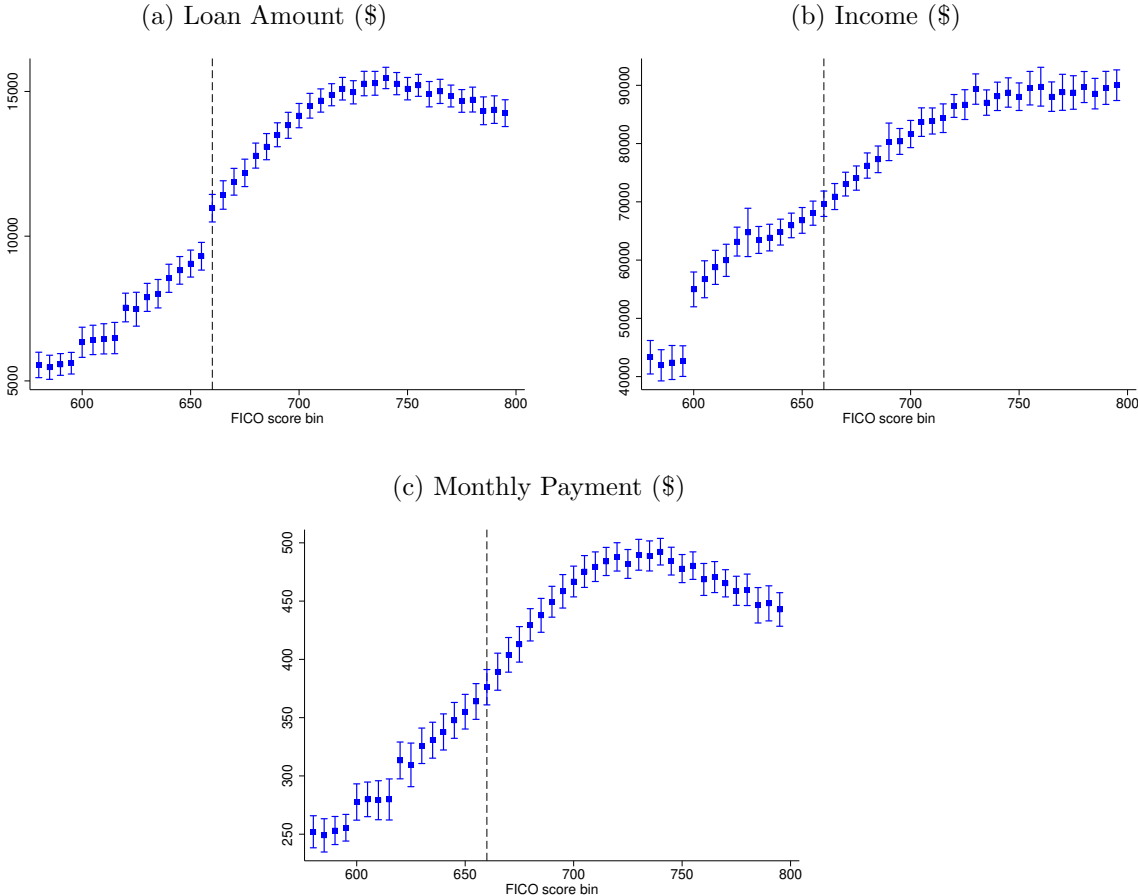 (a) Loan Amount ($)
(b) Income ($)
15000
10000
5000
600 650 700 750 800
FICO score bin
90000
80000
70000
60000
50000
40000
600 650 700 750 800
FICO score bin
(c) Monthly Payment ($)
500
450
400
350
300
250
600 650 700 750 800
FICO score bin